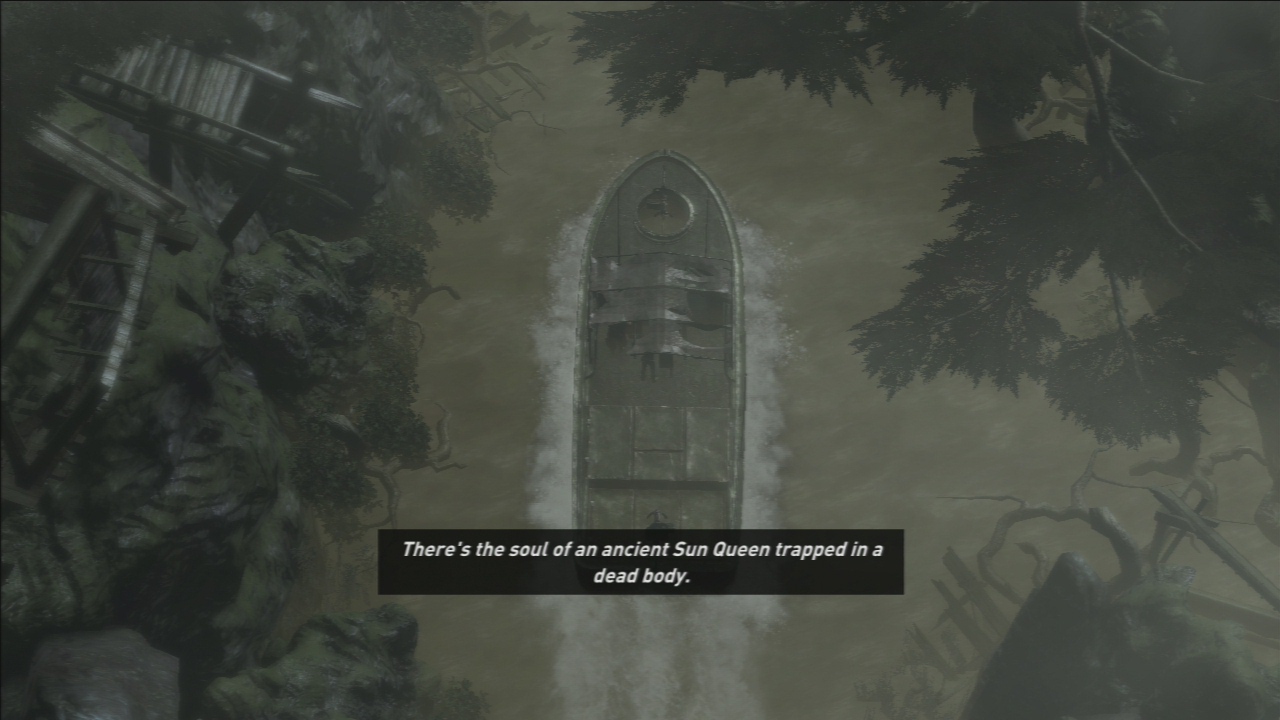 There's the soul of an ancient Sun Queen trapped in a
dead body.